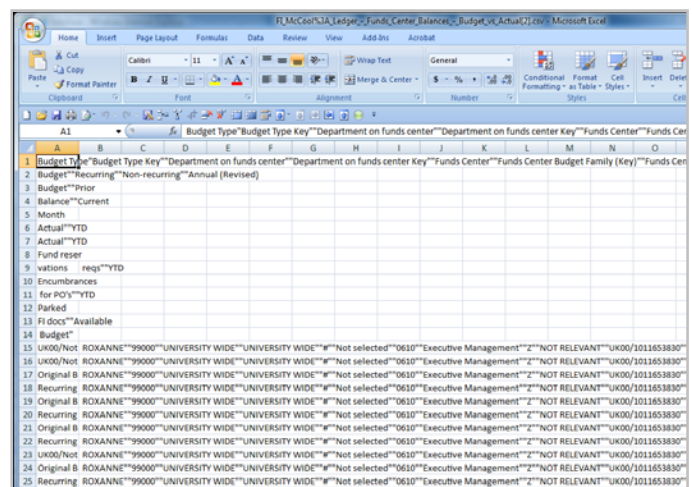 FI_McCool%3A_Ledger_-_Funds_Center_Balances_-_Budget_vs_Actual[2].csv - Microsoft Excel
Home Insert Page Layout Formulas Data Review View Add-Ins Acrobat
Paste
Cut
Copy
Format Painter
Clipboard
Calibri 11 A A
B I U A
Font
Wrap Text
Merge & Center
Alignment
General
$ % , .0 .00 .00 .0
Number
Conditional Formatting
Format as Table
Cell Styles
Styles
Insert Delete
Cell
A1 fx Budget Type"Budget Type Key""Department on funds center""Department on funds center Key""Funds Center""Funds Cen
A B C D E F G H I J K L M N O
1 Budget Type"Budget Type Key""Department on funds center""Department on funds center Key""Funds Center""Funds Center Budget Family (Key)""Funds Cen
2 Budget""Recurring""Non-recurring""Annual (Revised)
3 Budget""Prior
4 Balance""Current
5 Month
6 Actual""YTD
7 Actual""YTD
8 Fund reser
9 vations reqs""YTD
10 Encumbrances
11 for PO's""YTD
12 Parked
13 FI docs""Available
14 Budget"
15 UK00/Not ROXANNE""99000""UNIVERSITY WIDE""UNIVERSITY WIDE""#""Not selected""0610""Executive Management""Z""NOT RELEVANT""UK00/1011653830""
16 UK00/Not ROXANNE""99000""UNIVERSITY WIDE""UNIVERSITY WIDE""#""Not selected""0610""Executive Management""Z""NOT RELEVANT""UK00/1011653830""
17 Original B ROXANNE""99000""UNIVERSITY WIDE""UNIVERSITY WIDE""#""Not selected""0610""Executive Management""Z""NOT RELEVANT""UK00/1011653830""
18 Recurring ROXANNE""99000""UNIVERSITY WIDE""UNIVERSITY WIDE""#""Not selected""0610""Executive Management""Z""NOT RELEVANT""UK00/1011653830""
19 Original B ROXANNE""99000""UNIVERSITY WIDE""UNIVERSITY WIDE""#""Not selected""0610""Executive Management""Z""NOT RELEVANT""UK00/1011653830""
20 Recurring ROXANNE""99000""UNIVERSITY WIDE""UNIVERSITY WIDE""#""Not selected""0610""Executive Management""Z""NOT RELEVANT""UK00/1011653830""
21 Original B ROXANNE""99000""UNIVERSITY WIDE""UNIVERSITY WIDE""#""Not selected""0610""Executive Management""Z""NOT RELEVANT""UK00/1011653830""
22 Recurring ROXANNE""99000""UNIVERSITY WIDE""UNIVERSITY WIDE""#""Not selected""0610""Executive Management""Z""NOT RELEVANT""UK00/1011653830""
23 UK00/Not ROXANNE""99000""UNIVERSITY WIDE""UNIVERSITY WIDE""#""Not selected""0610""Executive Management""Z""NOT RELEVANT""UK00/1011653830""
24 Original B ROXANNE""99000""UNIVERSITY WIDE""UNIVERSITY WIDE""#""Not selected""0610""Executive Management""Z""NOT RELEVANT""UK00/1011653830""
25 Recurring ROXANNE""99000""UNIVERSITY WIDE""UNIVERSITY WIDE""#""Not selected""0610""Executive Management""Z""NOT RELEVANT""UK00/1011653830""